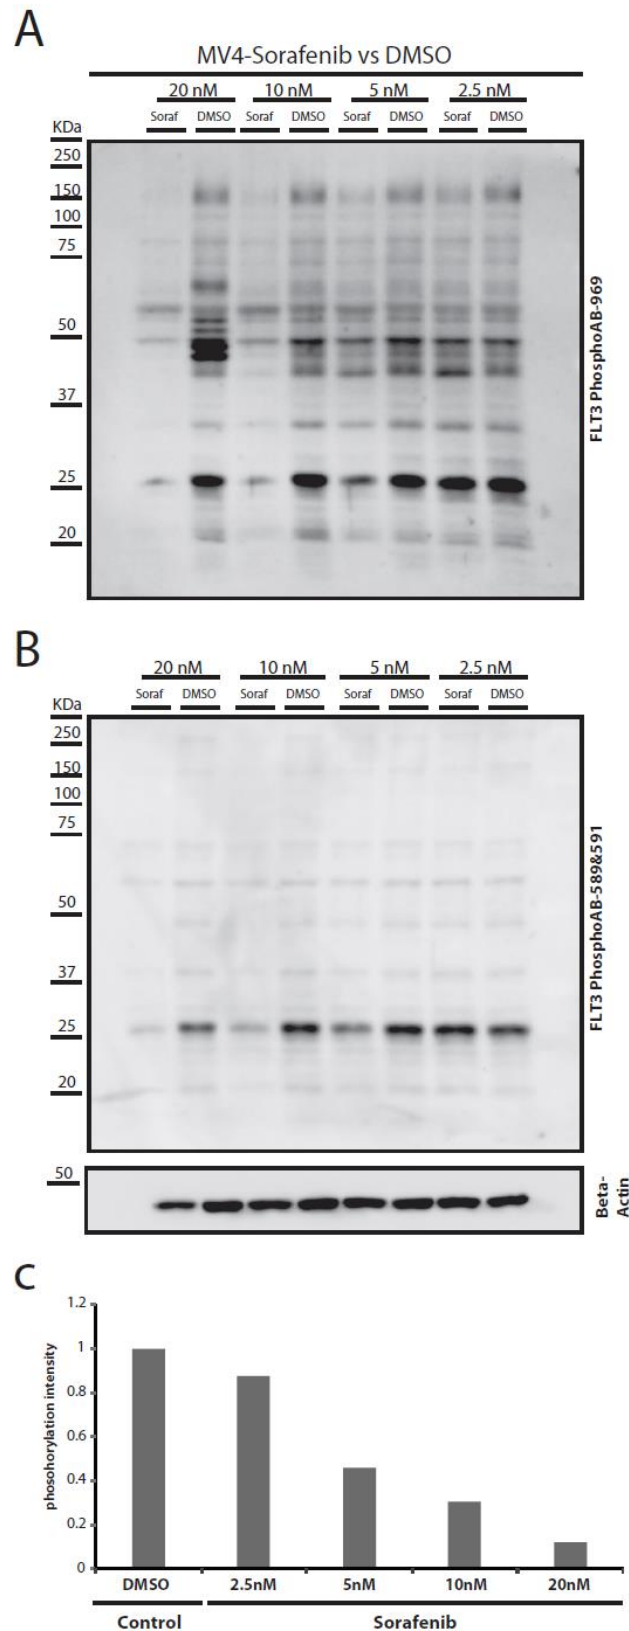 A
MV4-Sorafenib vs DMSO
20 nM 10 nM 5 nM 2.5 nM
Soraf DMSO Soraf DMSO Soraf DMSO Soraf DMSO
KDa
250
150
100
75
50
37
25
20
FLT3 PhosphoAB-969
B
20 nM 10 nM 5 nM 2.5 nM
Soraf DMSO Soraf DMSO Soraf DMSO Soraf DMSO
KDa
250
150
100
75
50
37
25
20
FLT3 PhosphoAB-589&591
50
Beta-
Actin
C
phosohorylation intensity
1.2
1
0.8
0.6
0.4
0.2
0
DMSO 2.5nM 5nM 10nM 20nM
Control Sorafenib